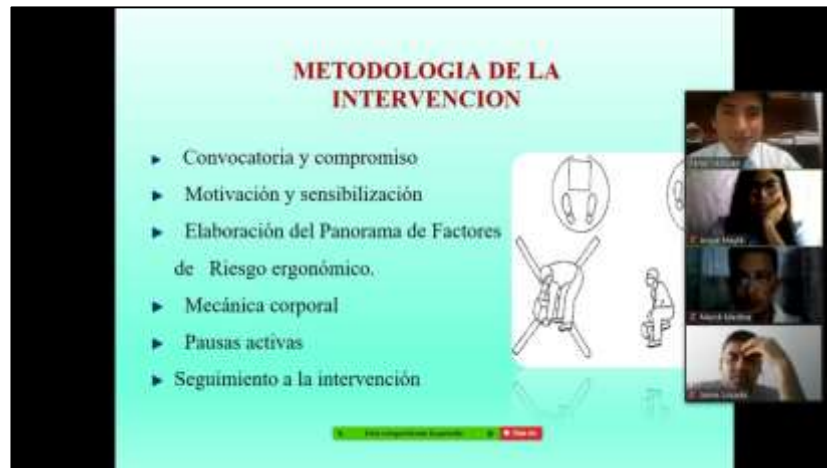 METODOLOGIA DE LA
INTERVENCION
Convocatoria y compromiso
Motivación y sensibilización
Elaboración del Panorama de Factores
de Riesgo ergonómico.
Mecánica corporal
Pausas activas
Seguimiento a la intervención